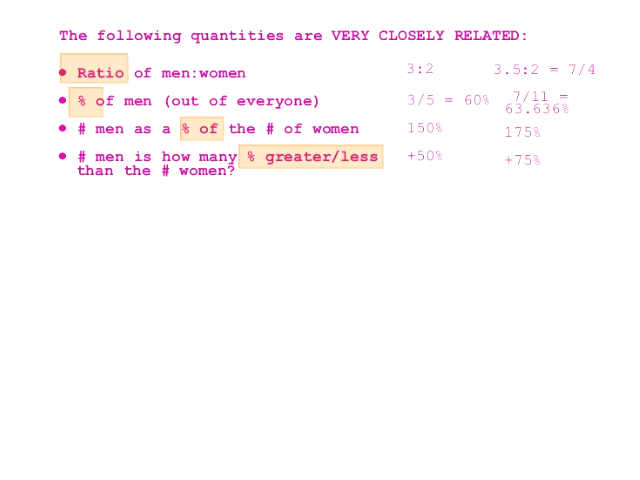 The following quantities are VERY CLOSELY RELATED:
• Ratio of men:women 3:2 3.5:2 = 7/4
• % of men (out of everyone) 3/5 = 60% 7/11 =
63.636%
• # men as a % of the # of women 150% 175%
• # men is how many % greater/less +50% +75%
than the # women?